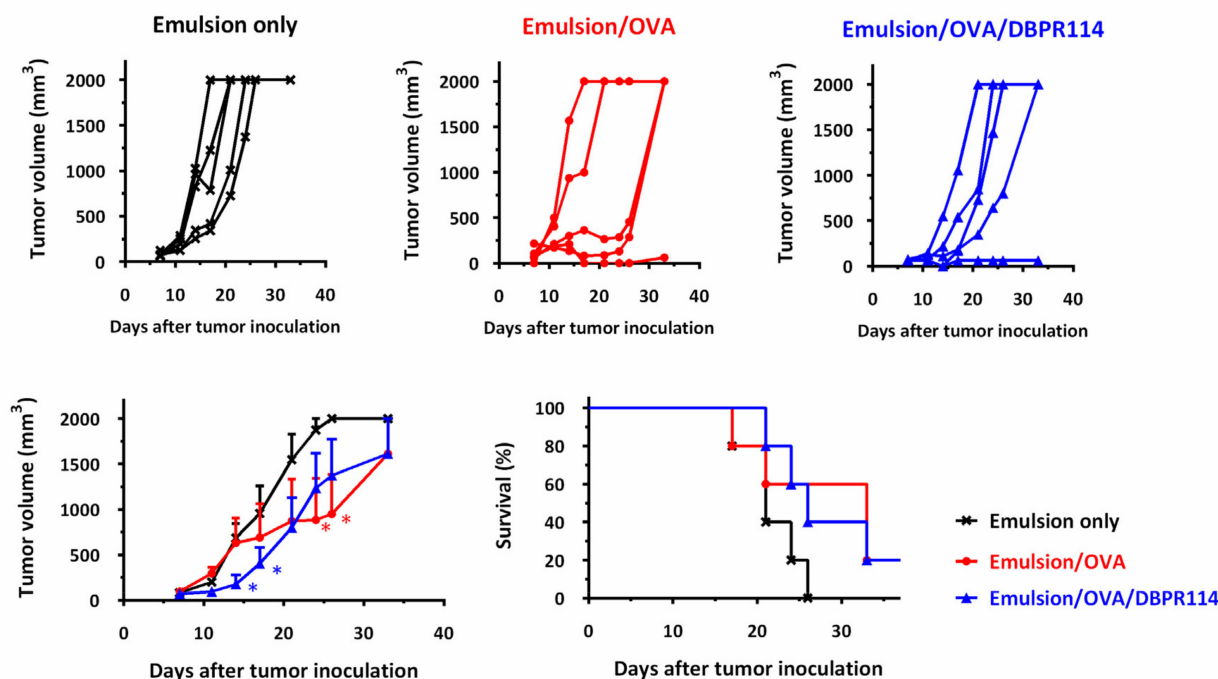 Emulsion only
Emulsion/OVA
Emulsion/OVA/DBPR114
Tumor volume (mm³)
2000
1500
1000
500
0
0 10 20 30 40
Days after tumor inoculation
Tumor volume (mm³)
2000
1500
1000
500
0
0 10 20 30 40
Days after tumor inoculation
Tumor volume (mm³)
2000
1500
1000
500
0
0 10 20 30 40
Days after tumor inoculation
Tumor volume (mm³)
2000
1500
1000
500
0
* * * *
0 10 20 30 40
Days after tumor inoculation
Survival (%)
100
80
60
40
20
0
0 10 20 30
Days after tumor inoculation
Emulsion only
Emulsion/OVA
Emulsion/OVA/DBPR114